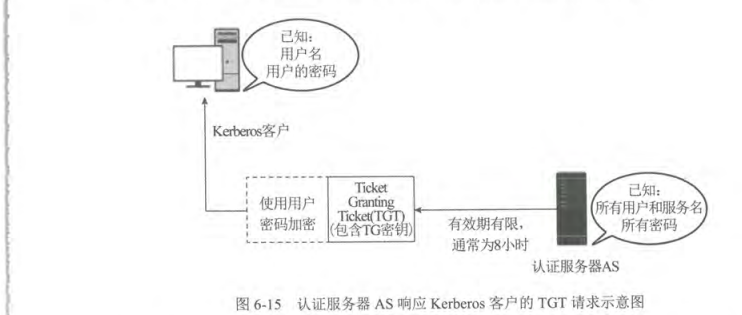 已知:
用户名
用户的密码
Kerberos客户
使用用户
密码加密
Ticket
Granting
Ticket(TGT)
(包含TG密钥)
有效期有限,
通常为8小时
已知:
所有用户和服务名
所有密码
认证服务器AS
图 6-15 认证服务器 AS 响应 Kerberos 客户的 TGT 请求示意图